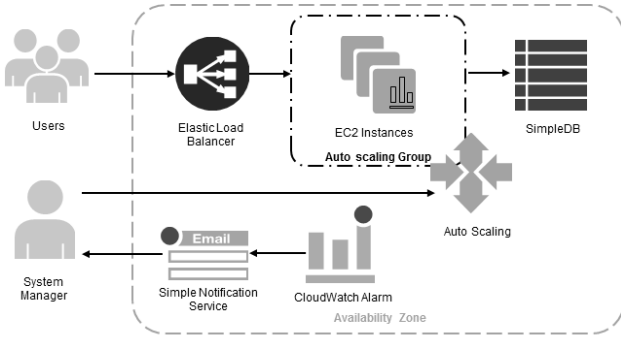 Users
Elastic Load
Balancer
EC2 Instances
Auto scaling Group
SimpleDB
System
Manager
Email
Simple Notification
Service
CloudWatch Alarm
Auto Scaling
Availability Zone